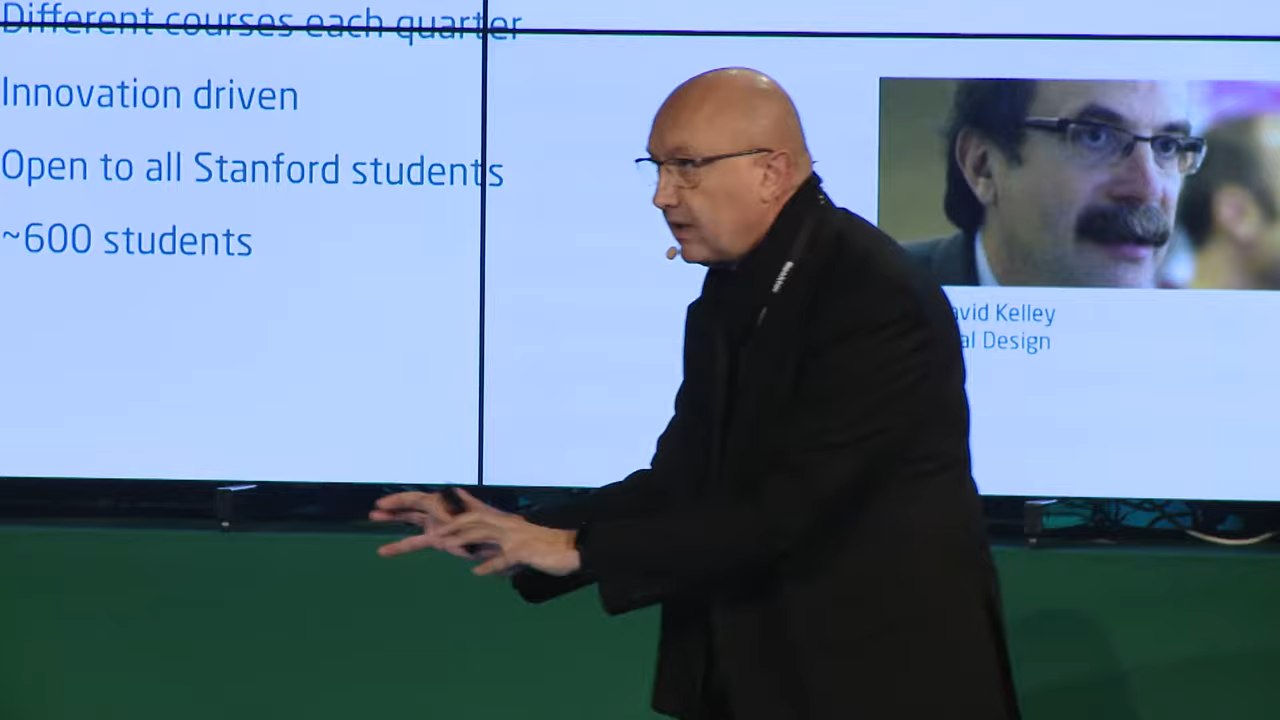 Different courses each quarter
Innovation driven
Open to all Stanford students
~600 students
avid Kelley
al Design